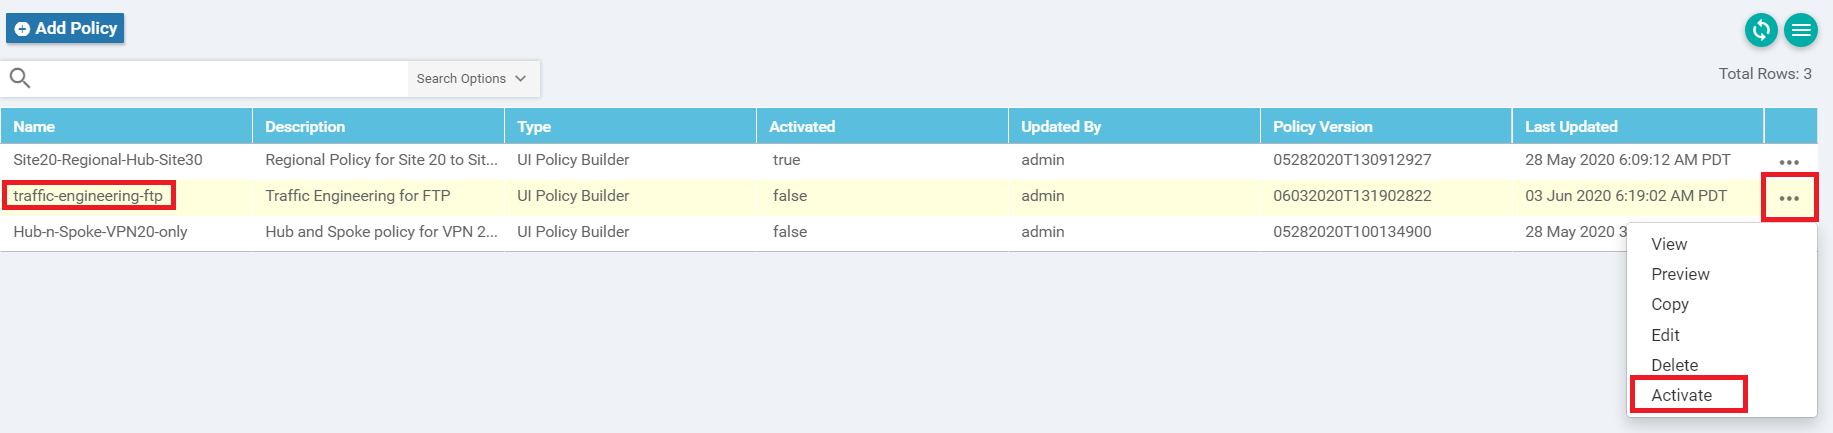 Add Policy
Search Options
Total Rows: 3
Name Description Type Activated Updated By Policy Version Last Updated
Site20-Regional-Hub-Site30 Regional Policy for Site 20 to Sit... UI Policy Builder true admin 05282020T130912927 28 May 2020 6:09:12 AM PDT
traffic-engineering-ftp Traffic Engineering for FTP UI Policy Builder false admin 06032020T131902822 03 Jun 2020 6:19:02 AM PDT
Hub-n-Spoke-VPN20-only Hub and Spoke policy for VPN 2... UI Policy Builder false admin 05282020T100134900 28 May 2020 3
View
Preview
Copy
Edit
Delete
Activate